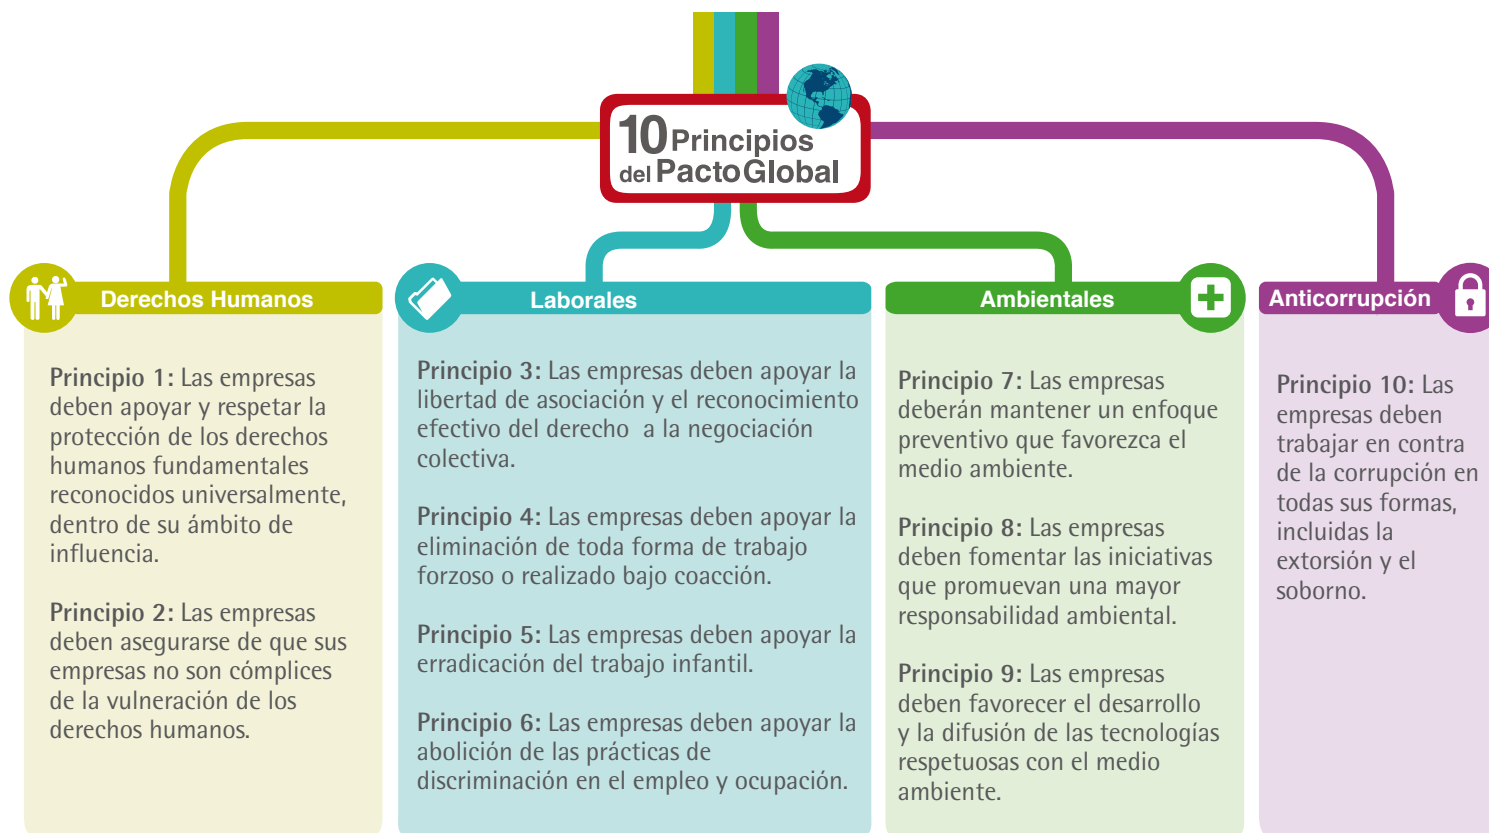 10 Principios
del Pacto Global
Derechos Humanos
Principio 1: Las empresas
deben apoyar y respetar la
protección de los derechos
humanos fundamentales
reconocidos universalmente,
dentro de su ámbito de
influencia.
Principio 2: Las empresas
deben asegurarse de que sus
empresas no son cómplices
de la vulneración de los
derechos humanos.
Laborales
Principio 3: Las empresas deben apoyar la
libertad de asociación y el reconocimiento
efectivo del derecho a la negociación
colectiva.
Principio 4: Las empresas deben apoyar la
eliminación de toda forma de trabajo
forzoso o realizado bajo coacción.
Principio 5: Las empresas deben apoyar la
erradicación del trabajo infantil.
Principio 6: Las empresas deben apoyar la
abolición de las prácticas de
discriminación en el empleo y ocupación.
Ambientales
Principio 7: Las empresas
deberán mantener un enfoque
preventivo que favorezca el
medio ambiente.
Principio 8: Las empresas
deben fomentar las iniciativas
que promuevan una mayor
responsabilidad ambiental.
Principio 9: Las empresas
deben favorecer el desarrollo
y la difusión de las tecnologías
respetuosas con el medio
ambiente.
Anticorrupción
Principio 10: Las
empresas deben
trabajar en contra
de la corrupción en
todas sus formas,
incluidas la
extorsión y el
soborno.